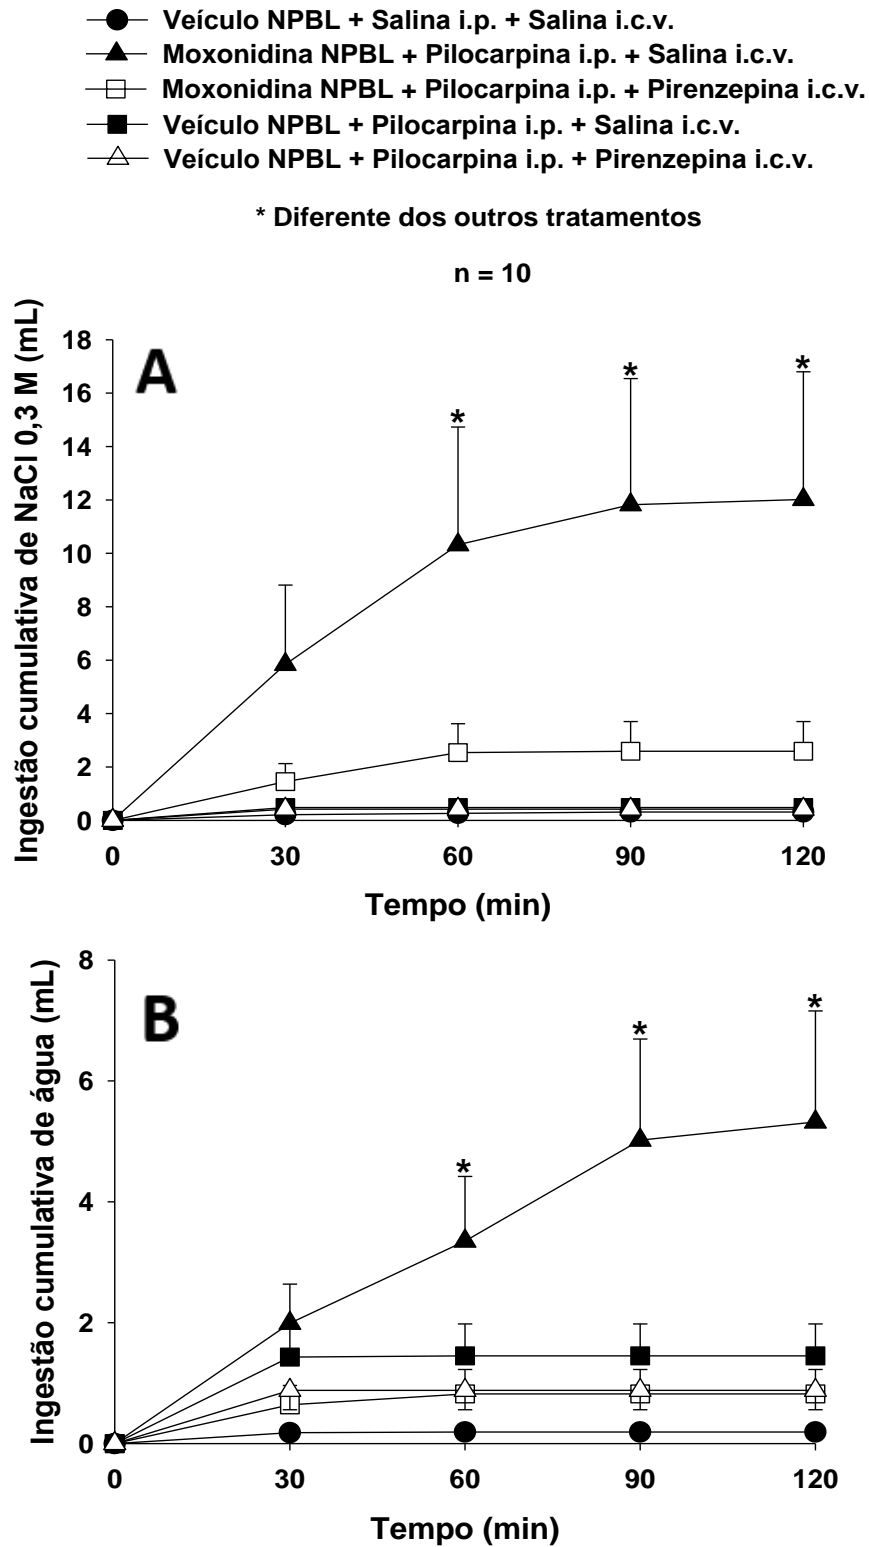 Veículo NPBL + Salina i.p. + Salina i.c.v.
Moxonidina NPBL + Pilocarpina i.p. + Salina i.c.v.
Moxonidina NPBL + Pilocarpina i.p. + Pirenzepina i.c.v.
Veículo NPBL + Pilocarpina i.p. + Salina i.c.v.
Veículo NPBL + Pilocarpina i.p. + Pirenzepina i.c.v.
* Diferente dos outros tratamentos
n = 10
A
Ingestão cumulativa de NaCl 0,3 M (mL)
18
16
14
12
10
8
6
4
2
0
* * *
0 30 60 90 120
Tempo (min)
B
Ingestão cumulativa de água (mL)
8
6
4
2
0
* * *
0 30 60 90 120
Tempo (min)